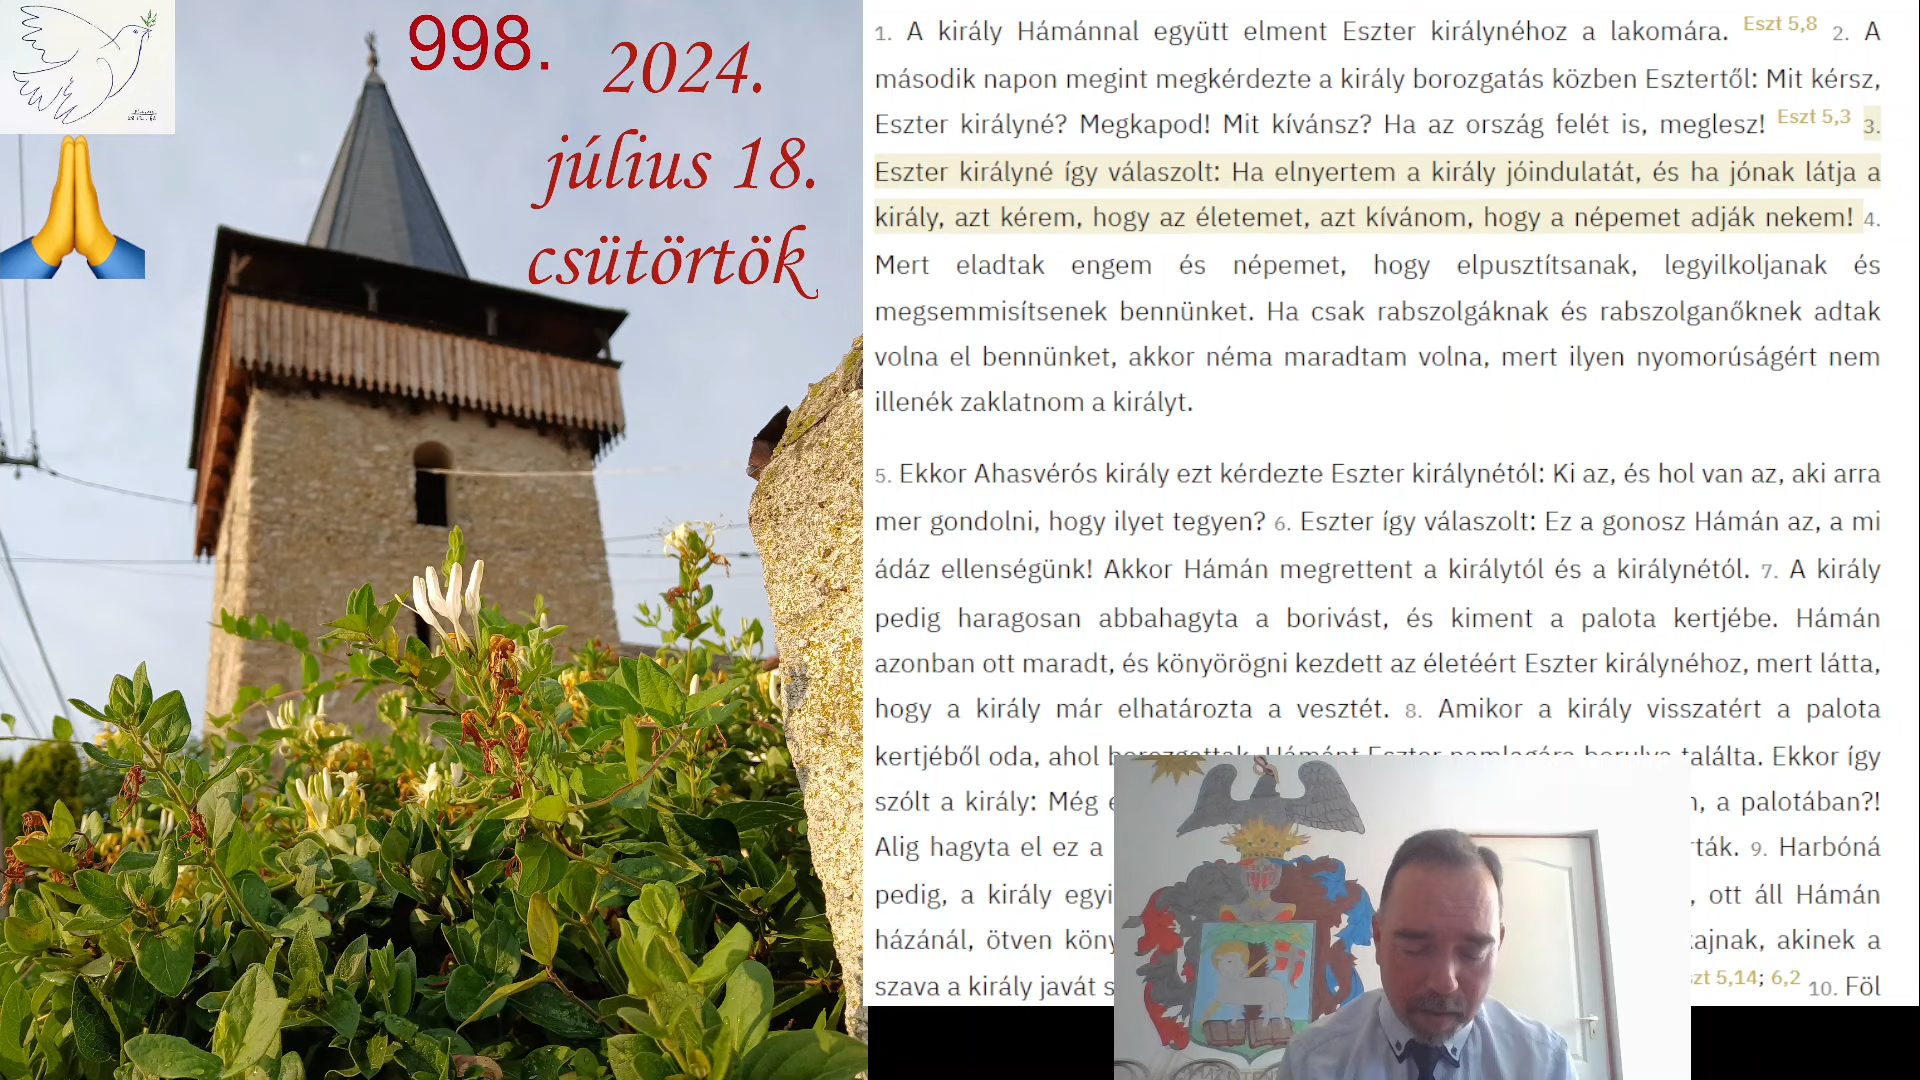 998.
2024.
július 18.
csütörtök
1. A király Hámánnal együtt elment Eszter királynéhoz a lakomára. Eszt 5,8 2. A
második napon megint megkérdezte a király borozgatás közben Esztertől: Mit kérsz,
Eszter királyné? Megkapod! Mit kívánsz? Ha az ország felét is, meglesz! Eszt 5,3 3.
Eszter királyné így válaszolt: Ha elnyertem a király jóindulatát, és ha jónak látja a
király, azt kérem, hogy az életemet, azt kívánom, hogy a népemet adják nekem! 4.
Mert eladtak engem és népemet, hogy elpusztítsanak, legyilkoljanak és
megsemmisítsenek bennünket. Ha csak rabszolgáknak és rabszolganőknek adtak
volna el bennünket, akkor néma maradtam volna, mert ilyen nyomorúságért nem
illenék zaklatnom a királyt.
5. Ekkor Ahasvérós király ezt kérdezte Eszter királynétól: Ki az, és hol van az, aki arra
mer gondolni, hogy ilyet tegyen? 6. Eszter így válaszolt: Ez a gonosz Hámán az, a mi
ádáz ellenségünk! Akkor Hámán megrettent a királytól és a királynétól. 7. A király
pedig haragosan abbahagyta a borivást, és kiment a palota kertjébe. Hámán
azonban ott maradt, és könyörögni kezdett az életéért Eszter királynéhoz, mert látta,
hogy a király már elhatározta a vesztét. 8. Amikor a király visszatért a palota
kertjéből oda, ahol borozgattak, Hámánt Eszter pamlagára borulva találta. Ekkor így
szólt a király: Még , a palotában?!
Alig hagyta el ez a 9. Harbóná
pedig, a király ott áll Hámán
házánál, ötven akinek a
szava a király javát 5,14; 6,2 10. Föl